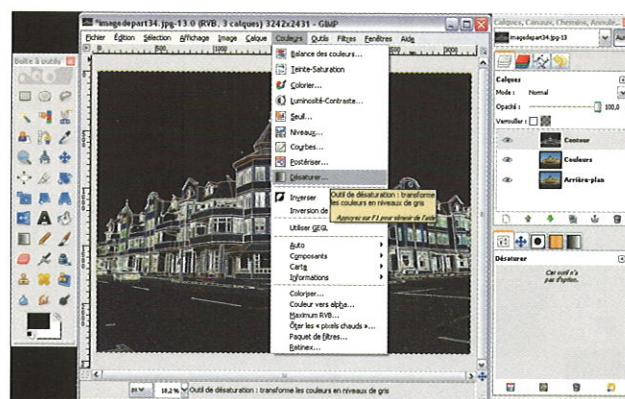 *imagedepart34.jpg-13.0 (RVB, 3 calques) 3242x2431 - GIMP
Fichier Édition Sélection Affichage Image Calque Couleurs Outils Filtres Fenêtres Aide
Boîte à outils
Balance des couleurs...
Teinte-Saturation
Colorier...
Luminosité-Contraste...
Seuil...
Niveaux...
Courbes...
Postériser...
Désaturer...
Inverser
Inversion de
Outil de désaturation : transforme
les couleurs en niveaux de gris
Appuyez sur F1 pour obtenir de l'aide
Utiliser GEGL
Auto
Composants
Carte
Informations
Colorier...
Couleur vers alpha...
Maximum RVB...
Ôter les « pixels chauds »...
Paquet de filtres...
Retinex...
px 18,2 % Outil de désaturation : transforme les couleurs en niveaux de gris
Calques, Canaux, Chemins, Annule...
imagedepart34.jpg-13
Calques
Mode : Normal
Opacité : 100,0
Verrouiller :
Contour
Couleurs
Arrière-plan
Désaturer
Cet outil n'a
pas d'option.